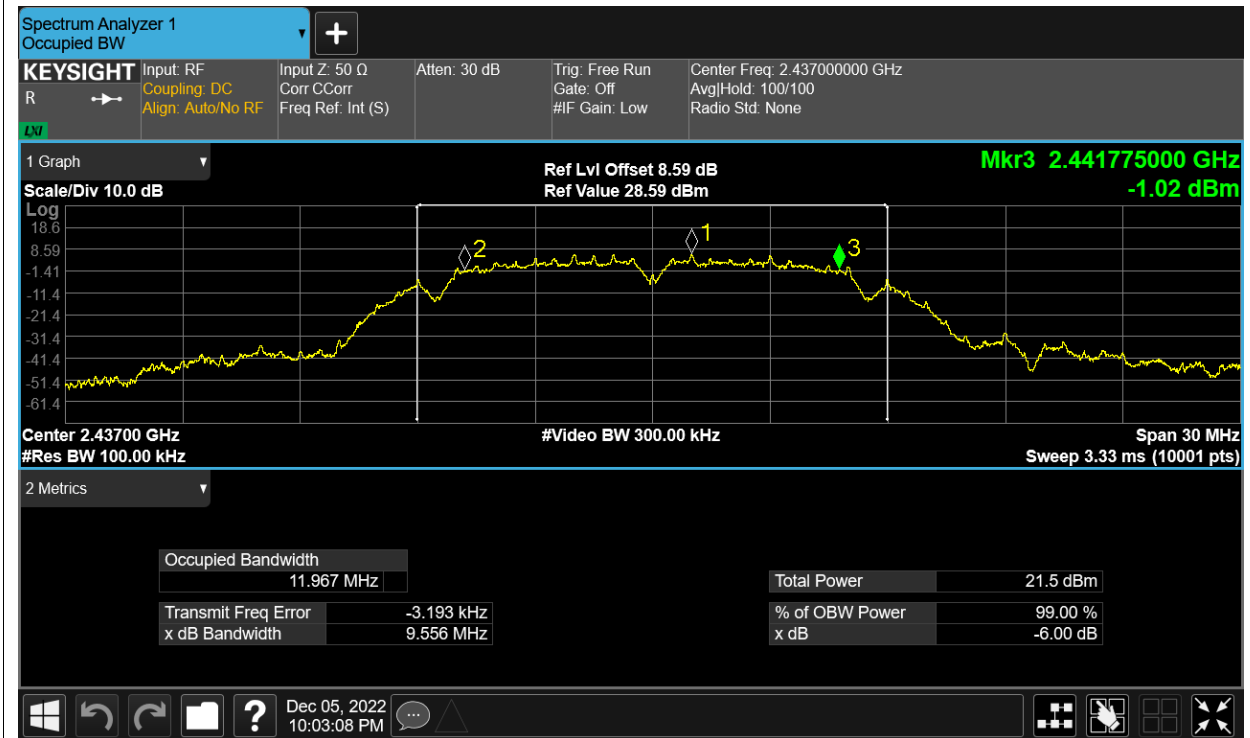 Spectrum Analyzer 1
Occupied BW
KEYSIGHT
R
LXI
Input: RF
Coupling: DC
Align: Auto/No RF
Input Z: 50 Ω
Corr CCorr
Freq Ref: Int (S)
Atten: 30 dB
Trig: Free Run
Gate: Off
#IF Gain: Low
Center Freq: 2.437000000 GHz
Avg|Hold: 100/100
Radio Std: None
1 Graph
Scale/Div 10.0 dB
Ref Lvl Offset 8.59 dB
Ref Value 28.59 dBm
Mkr3 2.441775000 GHz
-1.02 dBm
Log
18.6
8.59
-1.41
-11.4
-21.4
-31.4
-41.4
-51.4
-61.4
2
1
3
Center 2.43700 GHz
#Res BW 100.00 kHz
#Video BW 300.00 kHz
Span 30 MHz
Sweep 3.33 ms (10001 pts)
2 Metrics
Occupied Bandwidth
11.967 MHz
Transmit Freq Error -3.193 kHz
x dB Bandwidth 9.556 MHz
Total Power 21.5 dBm
% of OBW Power 99.00 %
x dB -6.00 dB
?
Dec 05, 2022
10:03:08 PM